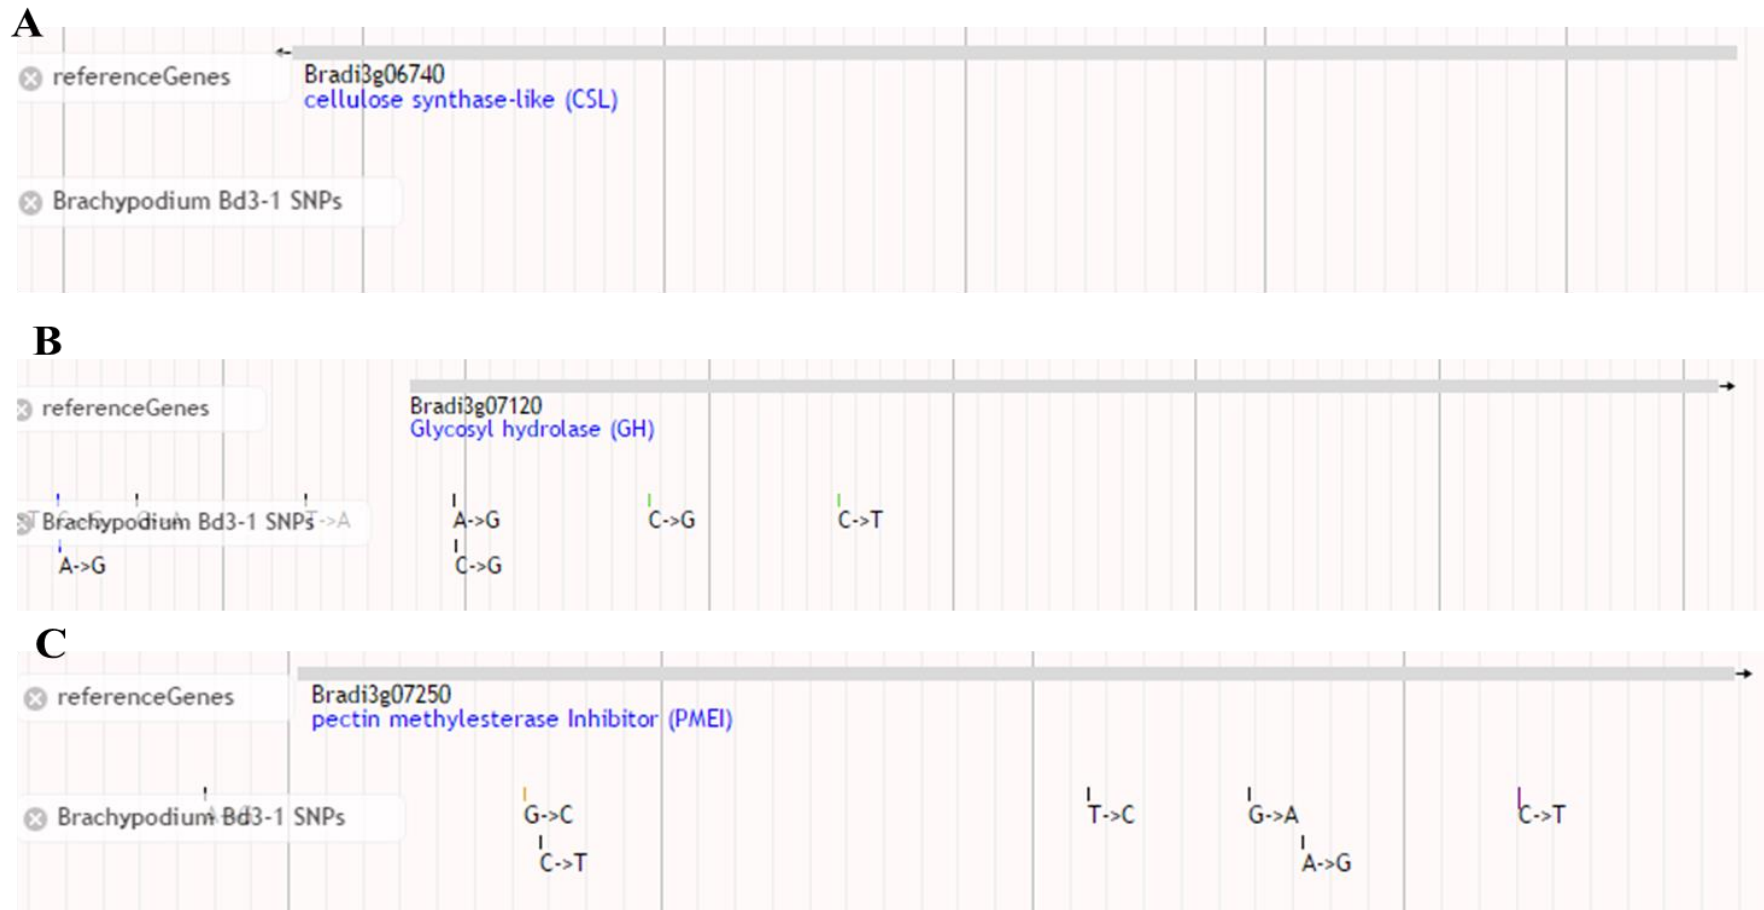 A
referenceGenes
Bradi3g06740
cellulose synthase-like (CSL)
Brachypodium Bd3-1 SNPs
B
referenceGenes
Bradi3g07120
Glycosyl hydrolase (GH)
Brachypodium Bd3-1 SNPs
T->A
A->G
C->G
C->T
A->G
C->G
C
referenceGenes
Bradi3g07250
pectin methylesterase Inhibitor (PMEI)
Brachypodium Bd3-1 SNPs
G->C
T->C
G->A
C->T
C->T
A->G